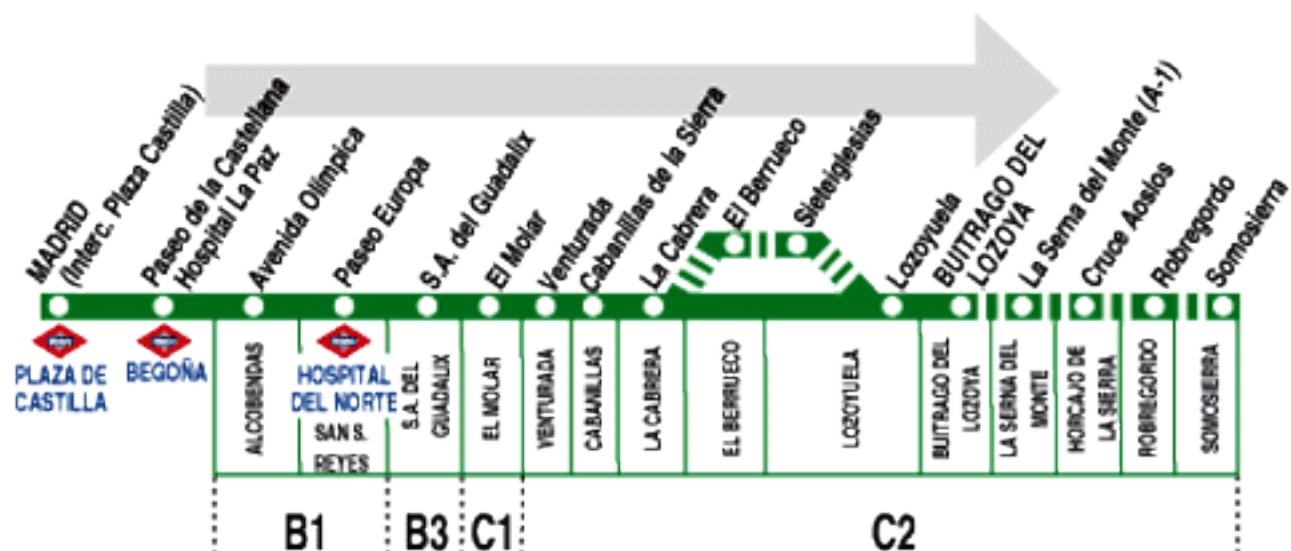 MADRID
(Interc. Plaza Castilla)
Paseo de la Castellana
Hospital La Paz
Avenida Olímpica
Paseo Europa
S.A. del Guadalix
El Molar
Venturada
Cabanillas de la Sierra
La Cabrera
El Berrueco
Sieteiglesias
Lozoyuela
BUITRAGO DEL
LOZOYA
La Serna del Monte (A-1)
Cruce Aoslos
Robregordo
Somosierra
PLAZA DE
CASTILLA
BEGOÑA
HOSPITAL
DEL NORTE
ALCOBENDAS
SAN S.
REYES
S.A. DEL
GUADALIX
EL MOLAR
VENTURADA
CABANILLAS
LA CABRERA
EL BERRUECO
LOZOYUELA
BUITRAGO DEL
LOZOYA
LA SERNA DEL
MONTE
HORCAJO DE
LA SIERRA
ROBREGORDO
SOMOSIERRA
B1
B3
C1
C2